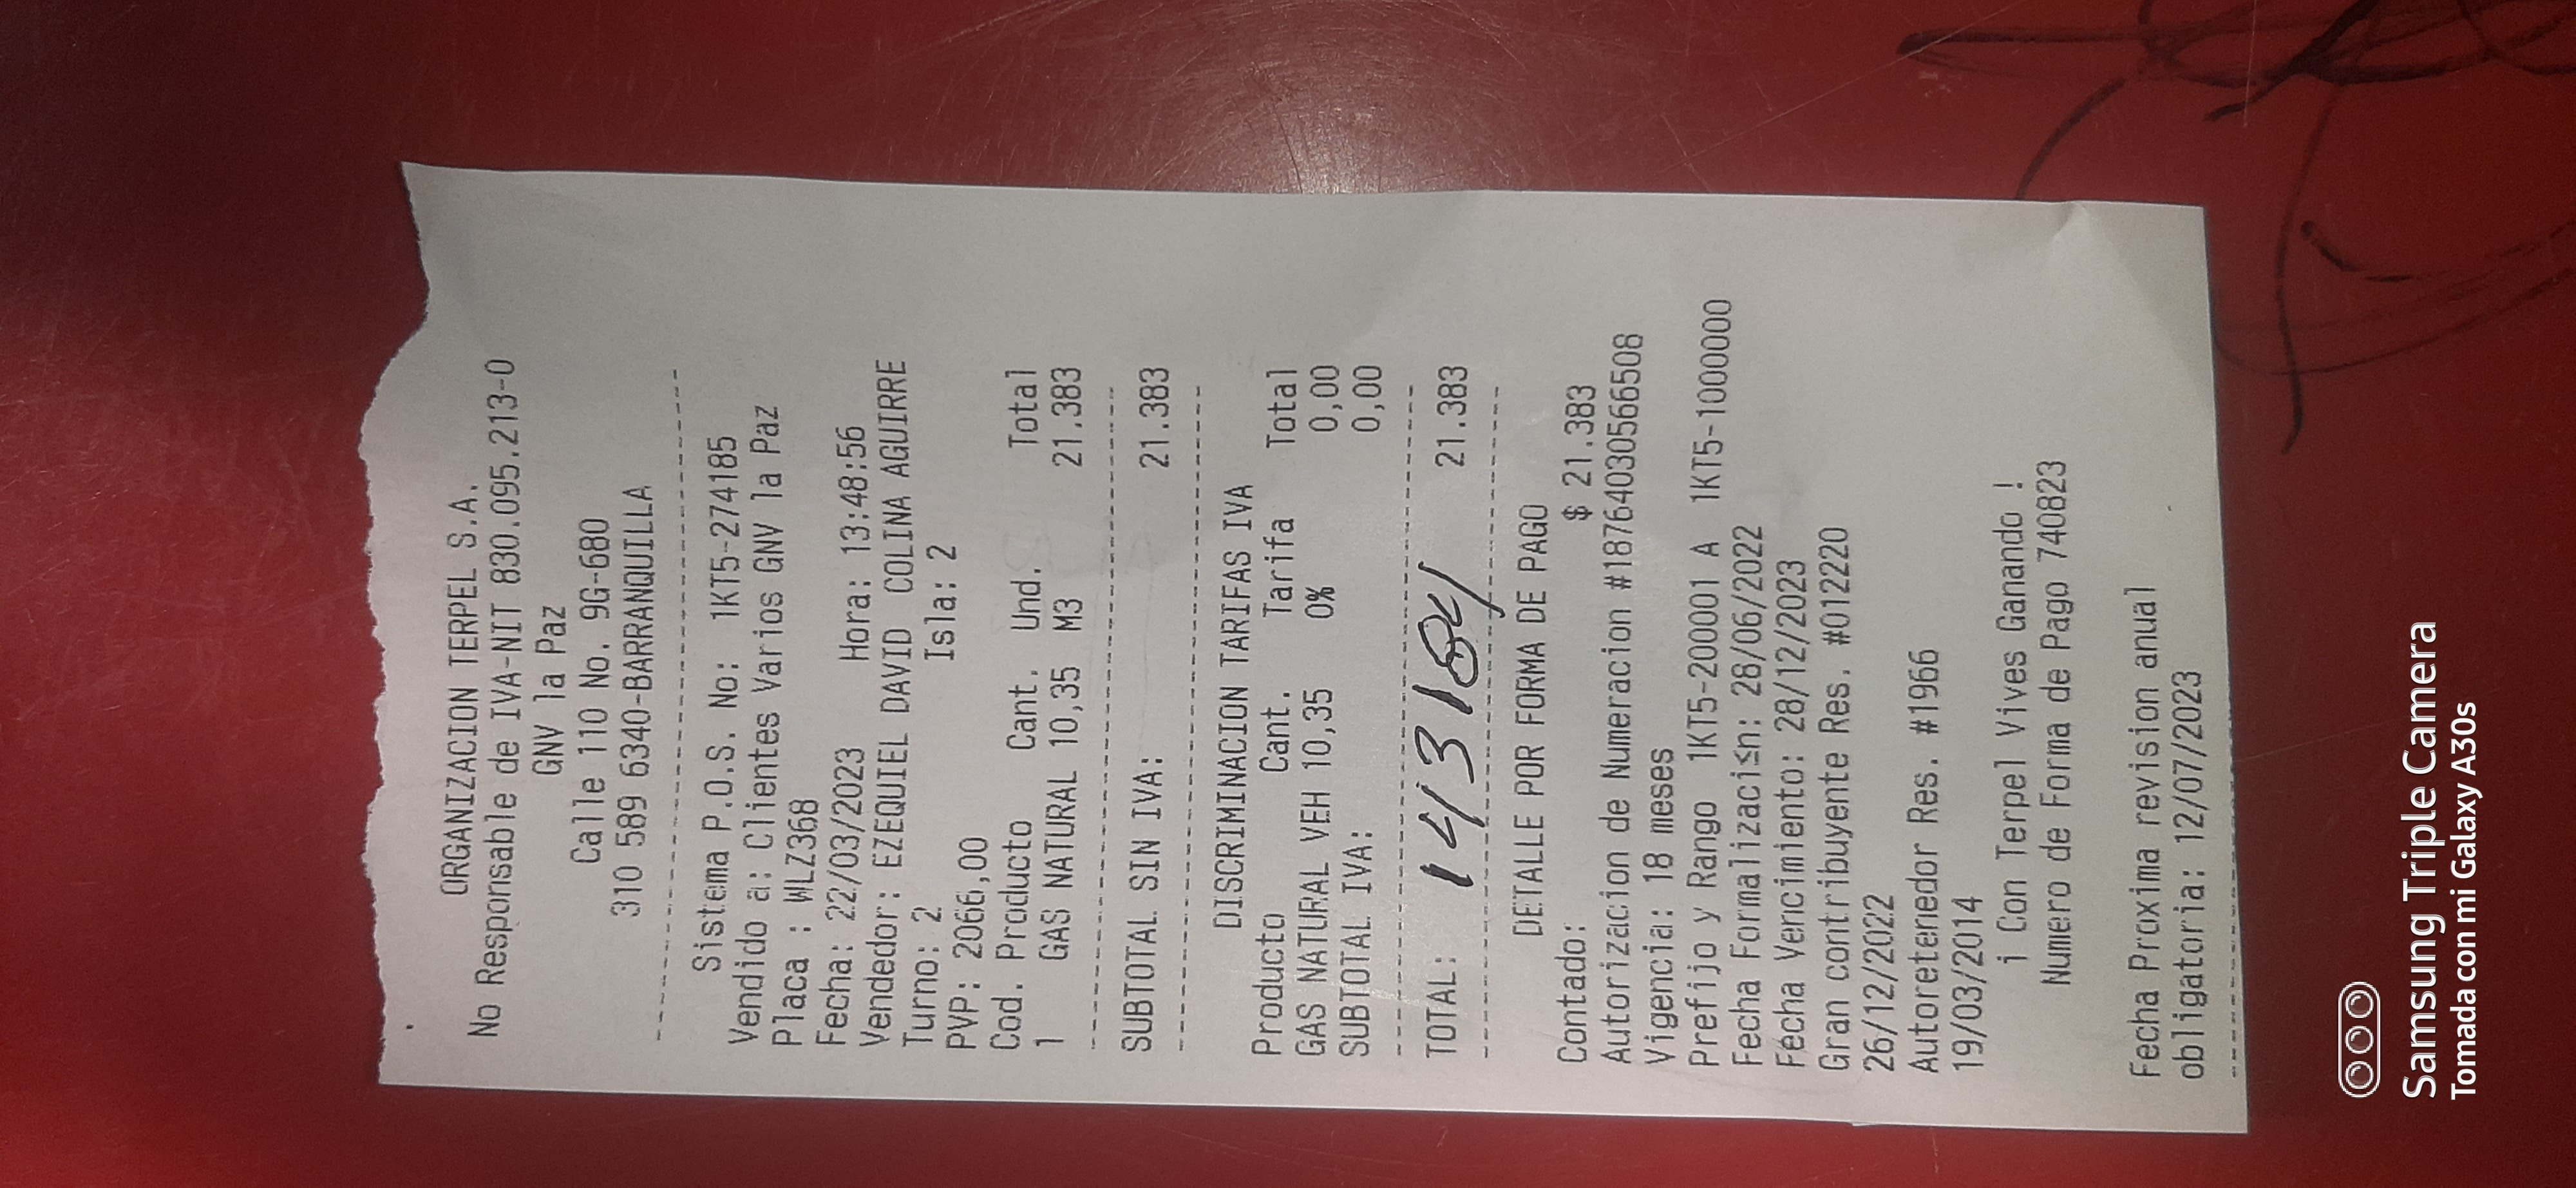 ORGANIZACION TERPEL S.A.
No Responsable de IVA-NIT 830.095.213-0
GNV la Paz
Calle 110 No. 9G-680
310 589 6340-BARRANQUILLA
Sistema P.O.S. No: 1KT5-274185
Vendido a: Clientes Varios GNV la Paz
Placa : WLZ368
Fecha: 22/03/2023 Hora: 13:48:56
Vendedor: EZEQUIEL DAVID COLINA AGUIRRE
Turno: 2 Isla: 2
PVP: 2066,00
Cod. Producto Cant. Und. Total
1 GAS NATURAL 10,35 M3 21.383
SUBTOTAL SIN IVA: 21.383
DISCRIMINACION TARIFAS IVA
Producto Cant. Tarifa Total
GAS NATURAL VEH 10,35 0% 0,00
SUBTOTAL IVA: 0,00
TOTAL: 143184 21.383
DETALLE POR FORMA DE PAGO
Contado: $ 21.383
Autorizacion de Numeracion #18764030566508
Vigencia: 18 meses
Prefijo y Rango 1KT5-200001 A 1KT5-1000000
Fecha Formalizaci≤n: 28/06/2022
Fecha Vencimiento: 28/12/2023
Gran contribuyente Res. #012220
26/12/2022
Autoretenedor Res. #1966
19/03/2014
¡ Con Terpel Vives Ganando !
Numero de Forma de Pago 740823
Fecha Proxima revision anual
obligatoria: 12/07/2023
Samsung Triple Camera
Tomada con mi Galaxy A30s